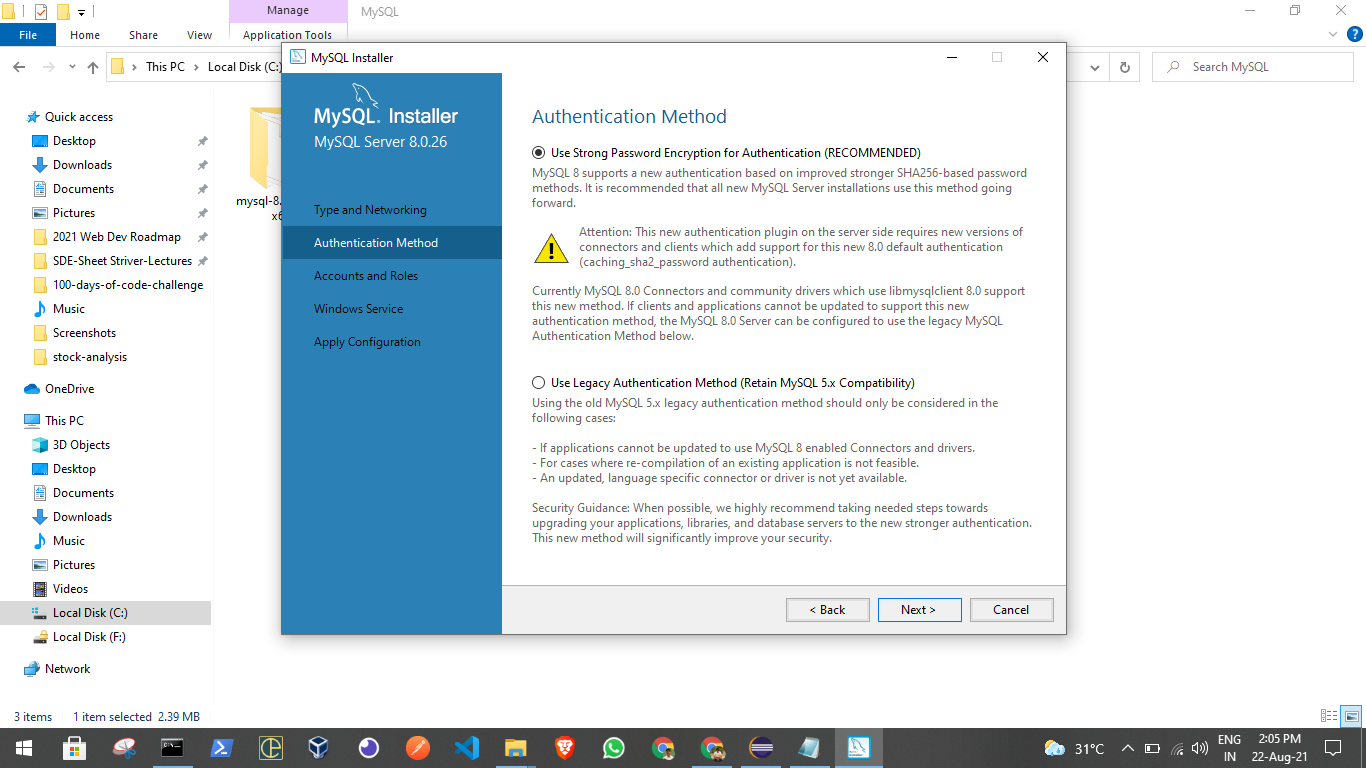 Manage
MySQL
File
Home
Share
View
Application Tools
This PC
Local Disk (C:)
Search MySQL
Quick access
Desktop
Downloads
Documents
Pictures
2021 Web Dev Roadmap
SDE-Sheet Striver-Lectures
100-days-of-code-challenge
Music
Screenshots
stock-analysis
OneDrive
This PC
3D Objects
Desktop
Documents
Downloads
Music
Pictures
Videos
Local Disk (C:)
Local Disk (F:)
Network
3 items
1 item selected 2.39 MB
mysql-8.
MySQL Installer
MySQL. Installer
MySQL Server 8.0.26
Type and Networking
Authentication Method
Accounts and Roles
Windows Service
Apply Configuration
Authentication Method
Use Strong Password Encryption for Authentication (RECOMMENDED)
MySQL 8 supports a new authentication based on improved stronger SHA256-based password
methods. It is recommended that all new MySQL Server installations use this method going
forward.
Attention: This new authentication plugin on the server side requires new versions of
connectors and clients which add support for this new 8.0 default authentication
(caching_sha2_password authentication).
Currently MySQL 8.0 Connectors and community drivers which use libmysqlclient 8.0 support
this new method. If clients and applications cannot be updated to support this new
authentication method, the MySQL 8.0 Server can be configured to use the legacy MySQL
Authentication Method below.
Use Legacy Authentication Method (Retain MySQL 5.x Compatibility)
Using the old MySQL 5.x legacy authentication method should only be considered in the
following cases:
- If applications cannot be updated to use MySQL 8 enabled Connectors and drivers.
- For cases where re-compilation of an existing application is not feasible.
- An updated, language specific connector or driver is not yet available.
Security Guidance: When possible, we highly recommend taking needed steps towards
upgrading your applications, libraries, and database servers to the new stronger authentication.
This new method will significantly improve your security.
< Back
Next >
Cancel
31°C
ENG
IN
2:05 PM
22-Aug-21